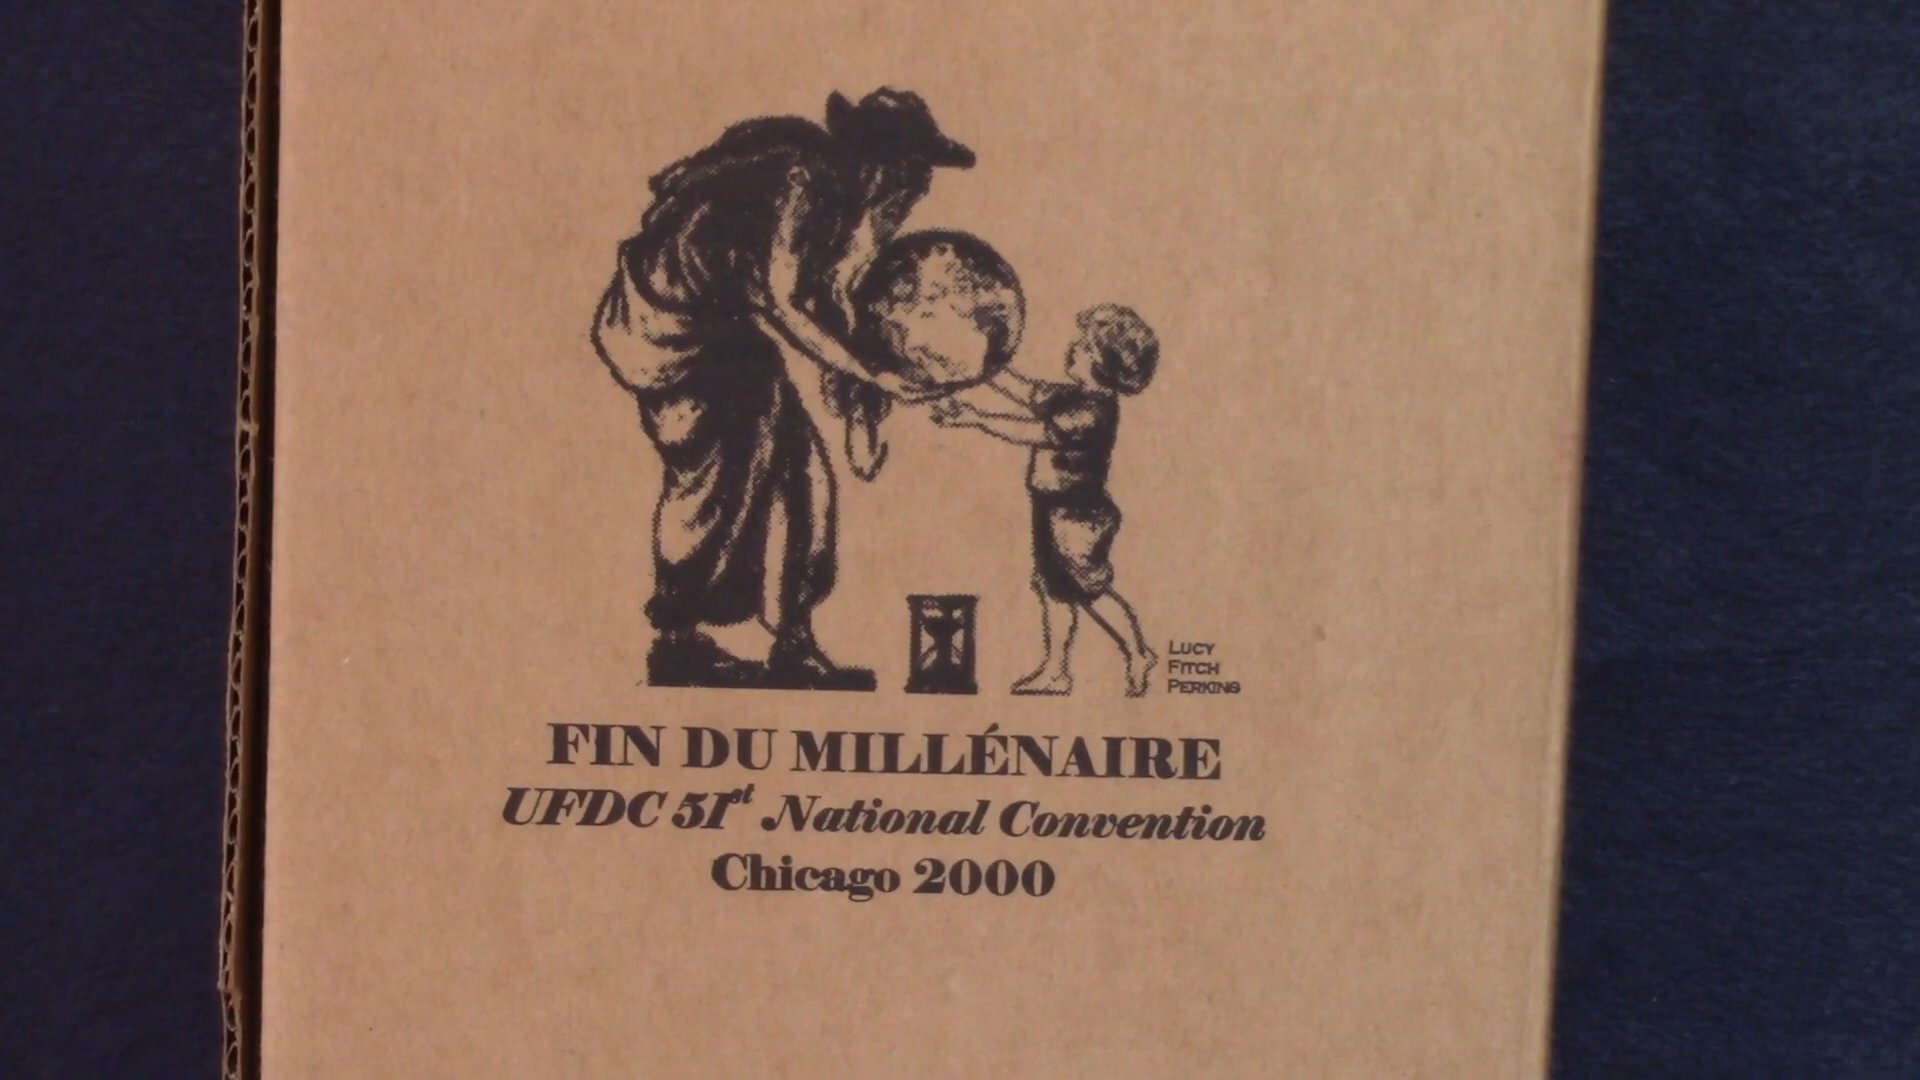 LUCY
FITCH
PERKINS
FIN DU MILLÉNAIRE
UFDC 51st National Convention
Chicago 2000